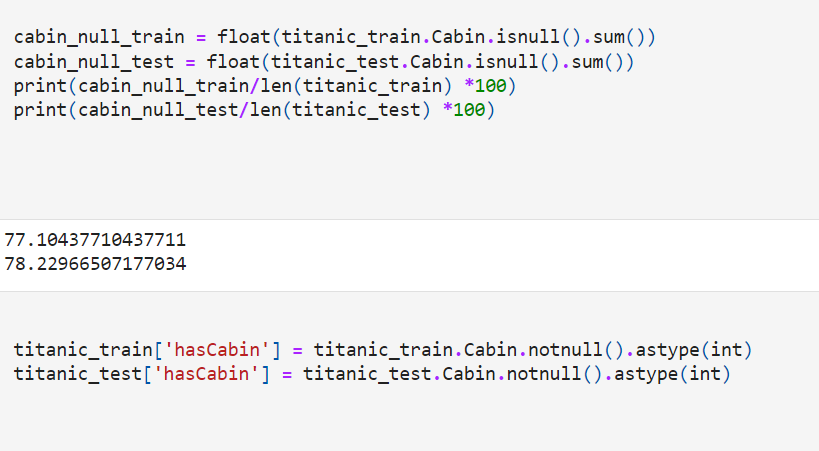 cabin_null_train = float(titanic_train.Cabin.isnull().sum())
cabin_null_test = float(titanic_test.Cabin.isnull().sum())
print(cabin_null_train/len(titanic_train) *100)
print(cabin_null_test/len(titanic_test) *100)
77.10437710437711
78.22966507177034
titanic_train['hasCabin'] = titanic_train.Cabin.notnull().astype(int)
titanic_test['hasCabin'] = titanic_test.Cabin.notnull().astype(int)